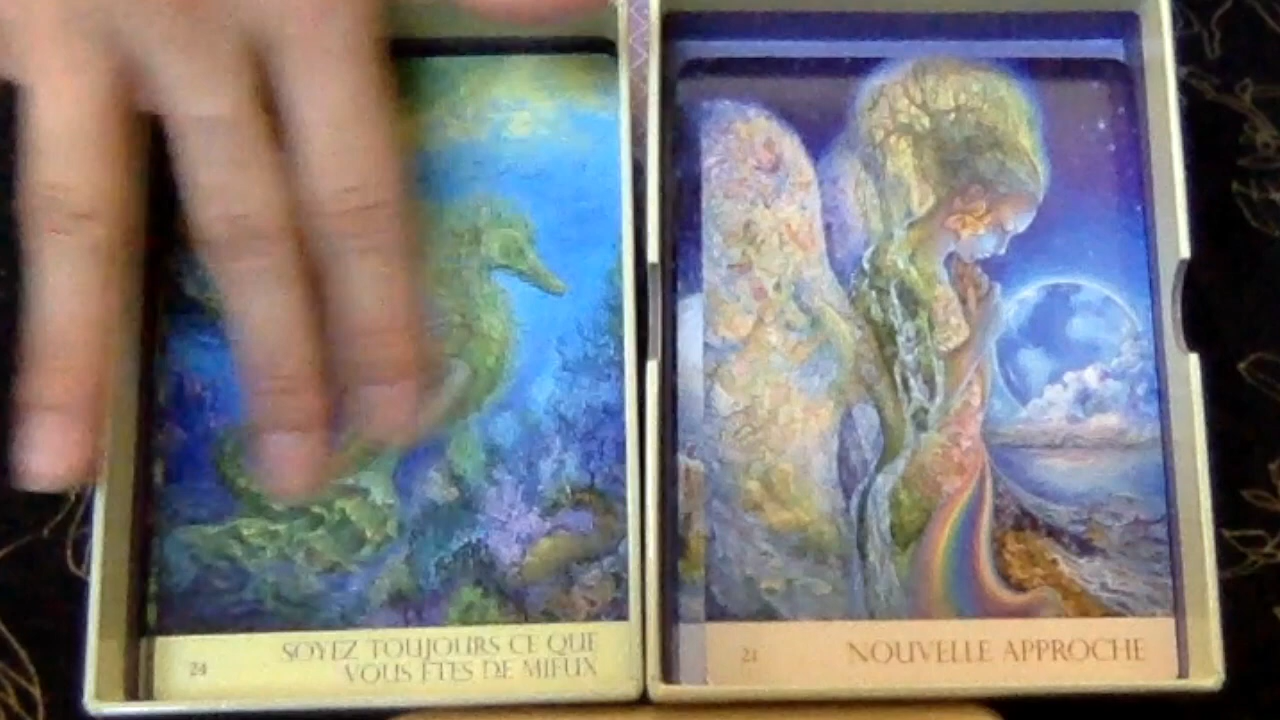 24
SOYEZ TOUJOURS CE QUE
VOUS ÊTES DE MIEUX
21
NOUVELLE APPROCHE